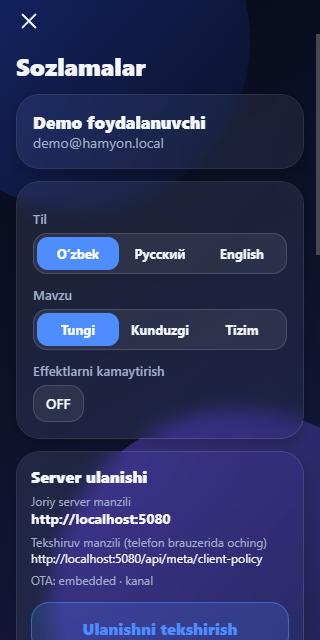 Sozlamalar
Demo foydalanuvchi
demo@hamyon.local
Til
O‘zbek Русский English
Mavzu
Tungi Kunduzgi Tizim
Effektlarni kamaytirish
OFF
Server ulanishi
Joriy server manzili
http://localhost:5080
Tekshiruv manzili (telefon brauzerida oching)
http://localhost:5080/api/meta/client-policy
OTA: embedded · kanal
Ulanishni tekshirish